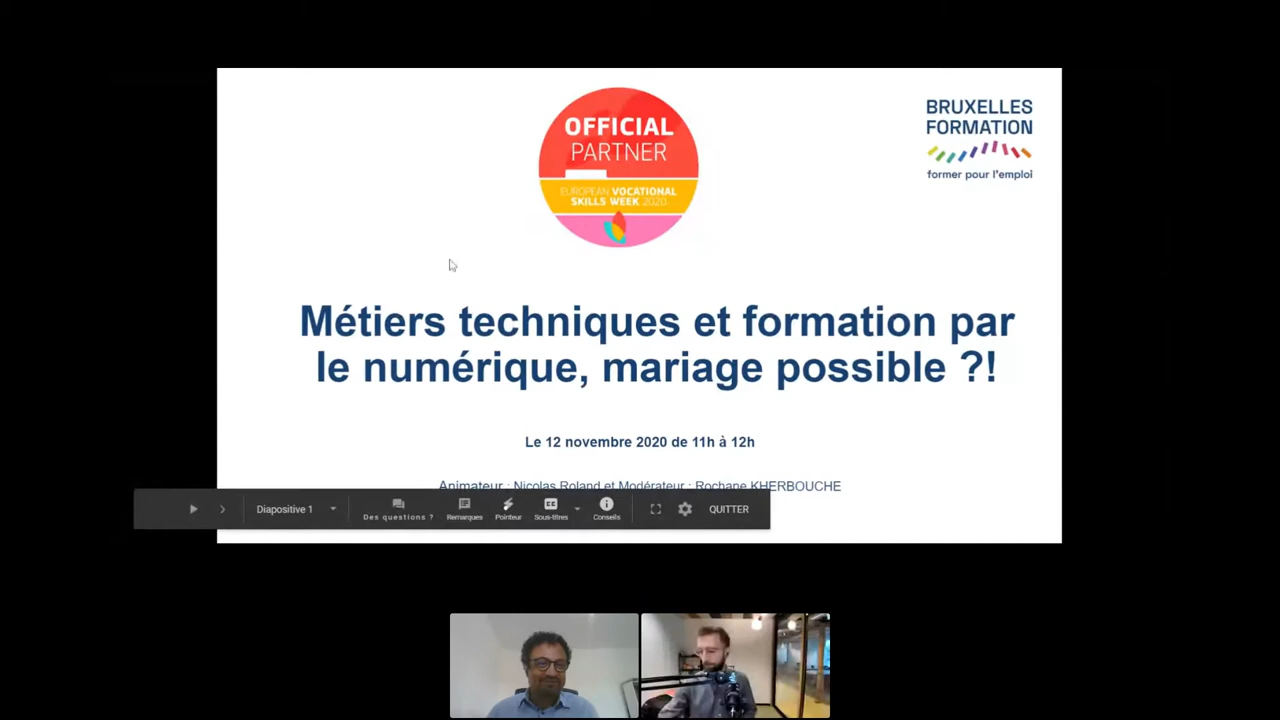 OFFICIAL
PARTNER
EUROPEAN VOCATIONAL
SKILLS WEEK 2020
BRUXELLES
FORMATION
former pour l'emploi
Métiers techniques et formation par
le numérique, mariage possible ?!
Le 12 novembre 2020 de 11h à 12h
Animateur : Nicolas Roland et Modérateur : Rochane KHERBOUCHE
Diapositive 1
Des questions ?
Remarques
Pointeur
Sous-titres
Conseils
QUITTER